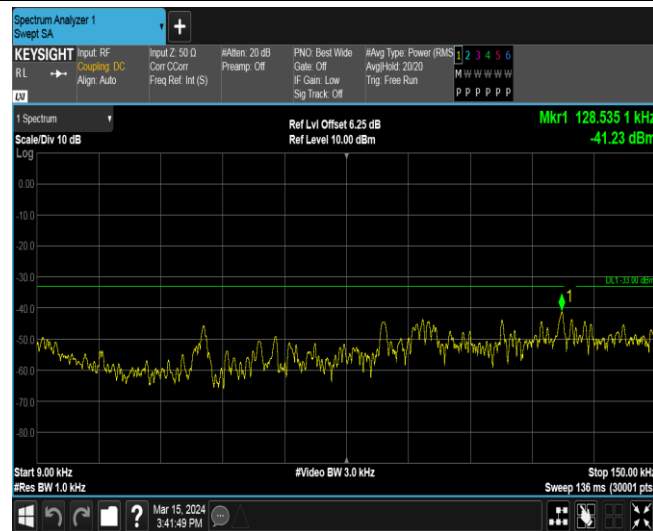 Spectrum Analyzer 1
Swept SA
+
KEYSIGHT
RL
LXI
Input: RF
Coupling: DC
Align: Auto
Input Z: 50 Ω
Corr CCorr
Freq Ref: Int (S)
#Atten: 20 dB
Preamp: Off
PNO: Best Wide
Gate: Off
IF Gain: Low
Sig Track: Off
#Avg Type: Power (RMS
Avg|Hold: 20/20
Trig: Free Run
1 2 3 4 5 6
M W W W W W
P P P P P P
1 Spectrum
Scale/Div 10 dB
Ref Lvl Offset 6.25 dB
Ref Level 10.00 dBm
Mkr1 128.535 1 kHz
-41.23 dBm
Log
0.00
-10.0
-20.0
-30.0
DL1 -33.00 dBm
1
-40.0
-50.0
-60.0
-70.0
-80.0
Start 9.00 kHz
#Video BW 3.0 kHz
Stop 150.00 kHz
#Res BW 1.0 kHz
Sweep 136 ms (30001 pts
?
Mar 15, 2024
3:41:49 PM